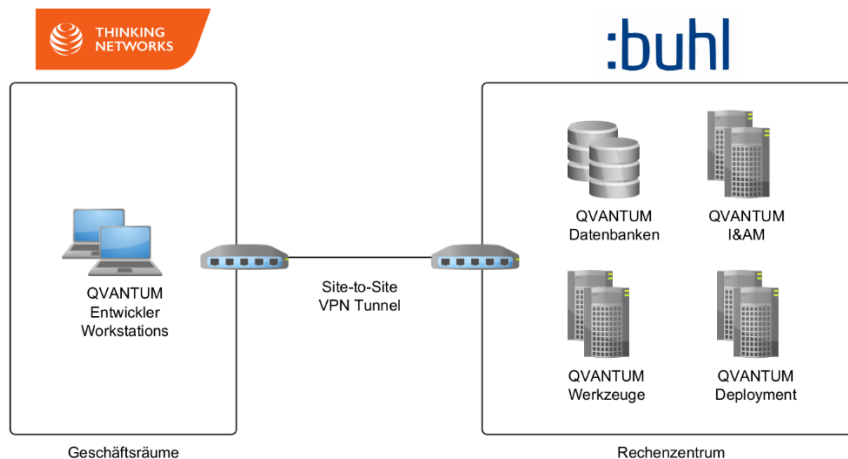 THINKING
NETWORKS
:buhl
QVANTUM
Entwickler
Workstations
Site-to-Site
VPN Tunnel
QVANTUM
Datenbanken
QVANTUM
I&AM
QVANTUM
Werkzeuge
QVANTUM
Deployment
Geschäftsräume
Rechenzentrum